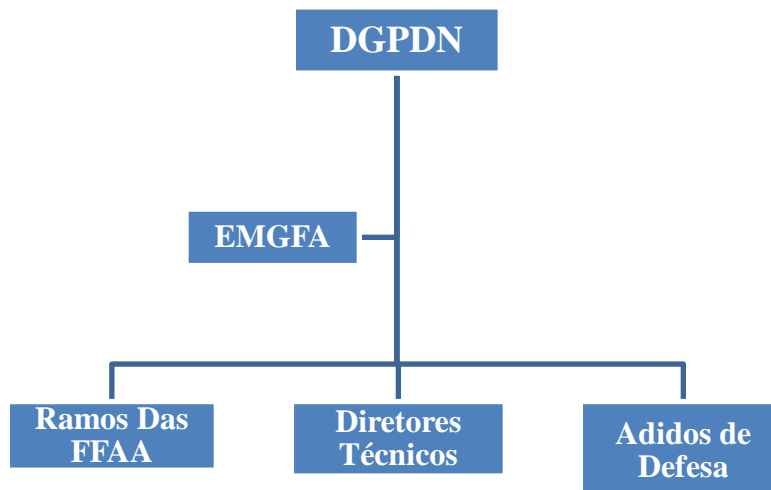 DGPDN
EMGFA
Ramos Das
FFAA
Diretores
Técnicos
Adidos de
Defesa